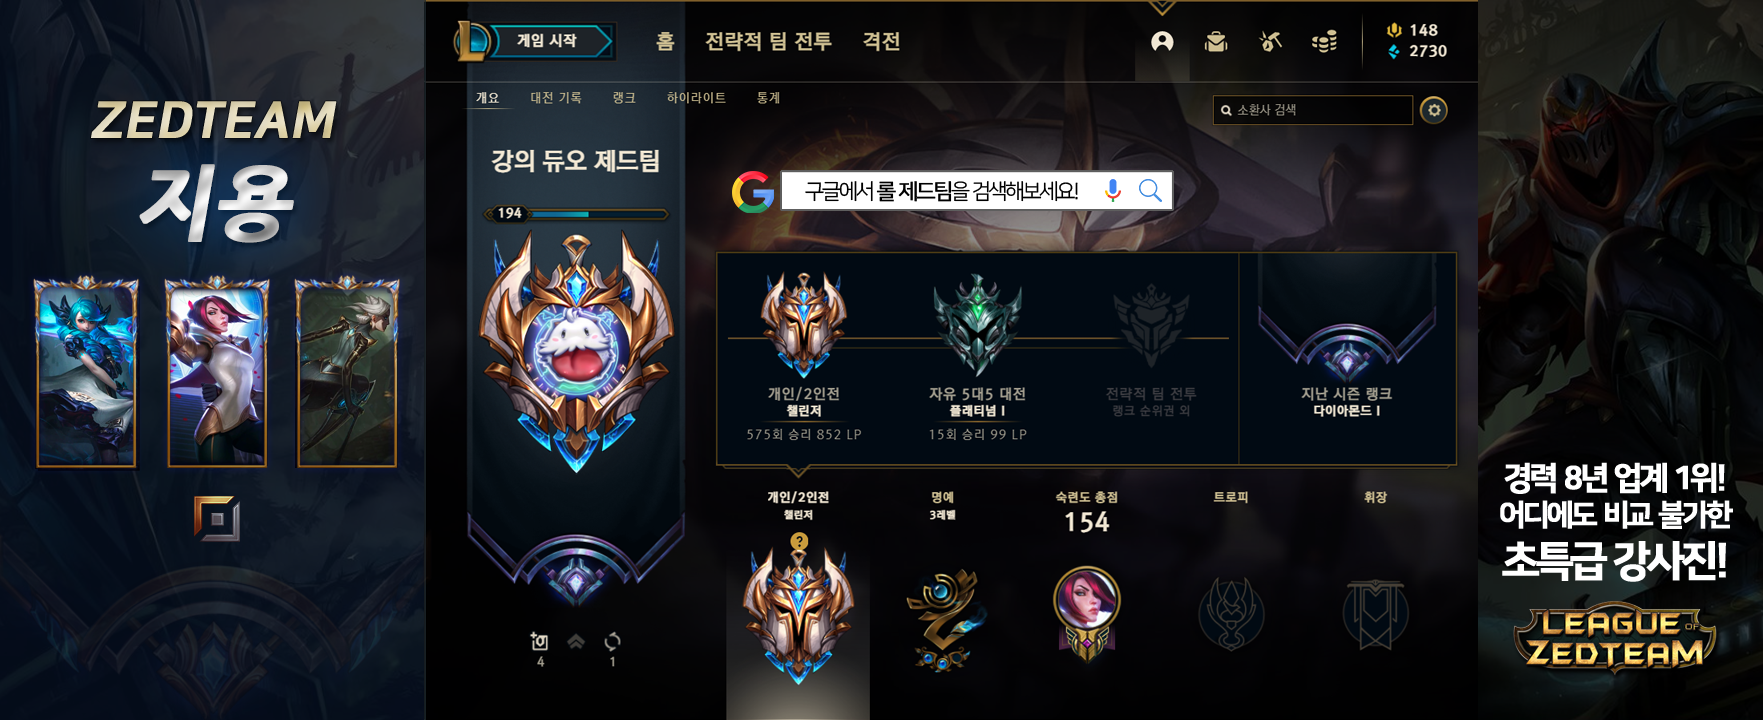 ZEDTEAM
지용
게임 시작
홈
전략적 팀 전투
격전
148
2730
개요
대전 기록
랭크
하이라이트
통계
소환사 검색
강의 듀오 제드팀
194
구글에서 롤 제드팀을 검색해보세요!
개인/2인전
챌린저
575회 승리 852 LP
자유 5대5 대전
플래티넘 I
15회 승리 99 LP
전략적 팀 전투
랭크 순위권 외
지난 시즌 랭크
다이아몬드 I
개인/2인전
챌린저
?
명예
3레벨
숙련도 총점
154
트로피
휘장
4
1
경력 8년 업계 1위!
어디에도 비교 불가한
초특급 강사진!
LEAGUE OF
ZEDTEAM